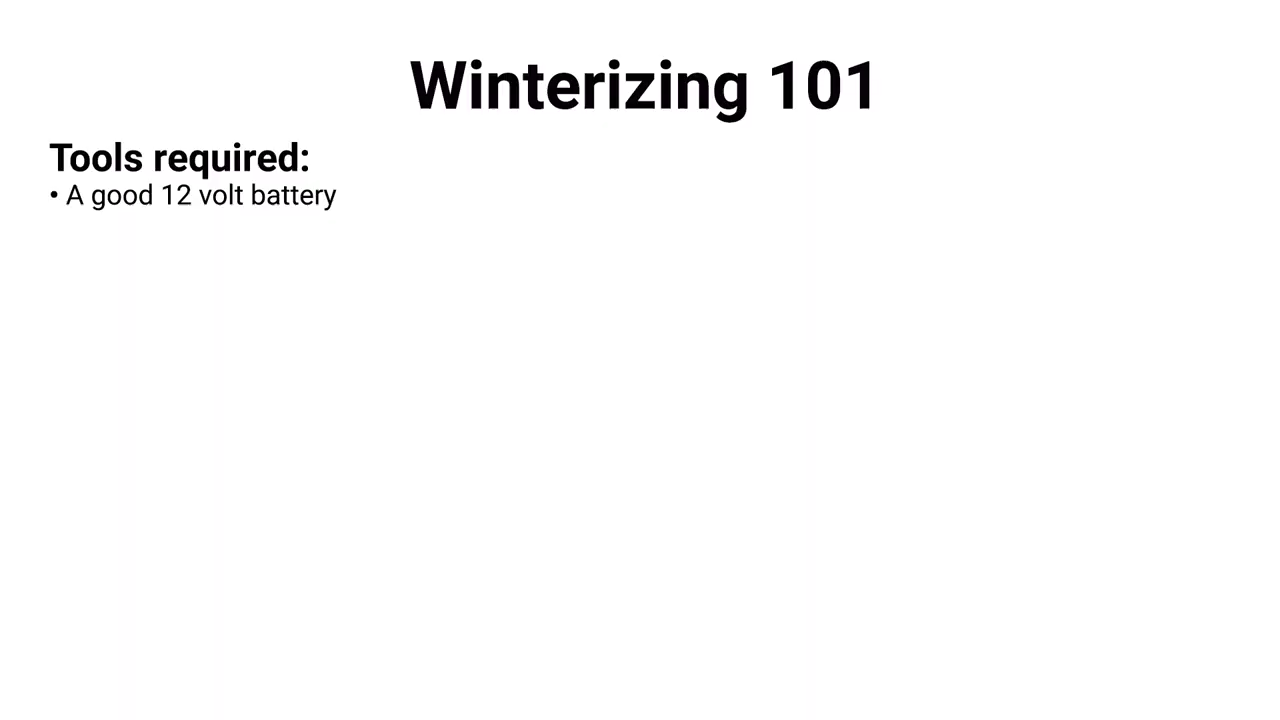 Winterizing 101
Tools required:
• A good 12 volt battery